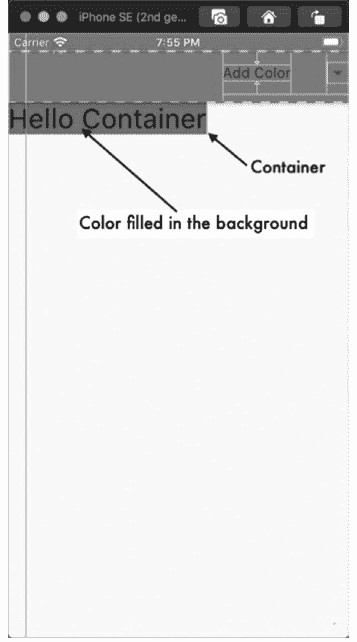 iPhone SE (2nd ge...
Carrier 7:55 PM
Add Color
Hello Container
Container
Color filled in the background